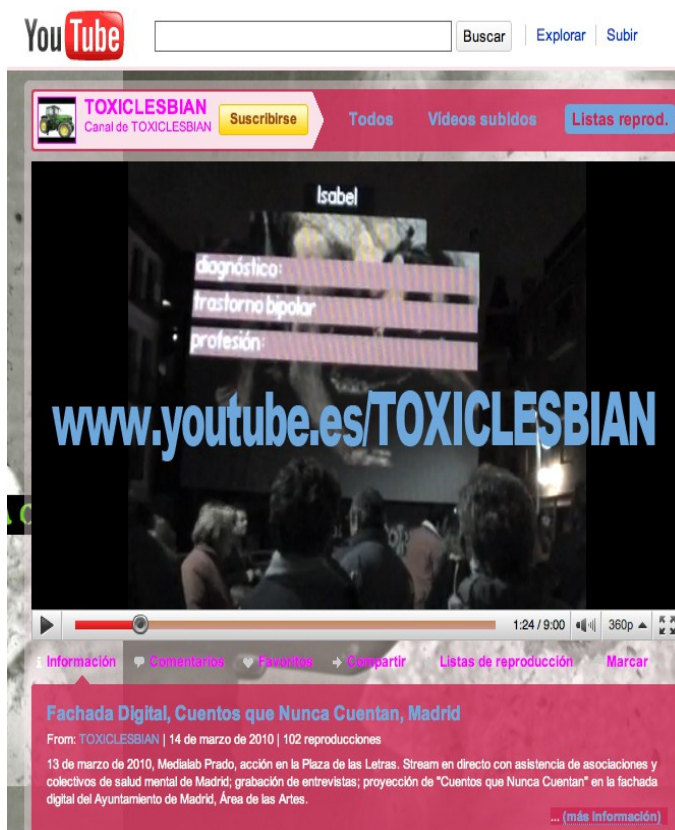 You Tube
Buscar Explorar Subir
TOXICLESBIAN
Canal de TOXICLESBIAN
Suscribirse
Todos Vídeos subidos Listas reprod.
Isabel
diagnóstico:
trastorno bipolar
profesión:
www.youtube.es/TOXICLESBIAN
1:24 / 9:00 360p
Información Comentarios Favoritos Compartir Listas de reproducción Marcar
Fachada Digital, Cuentos que Nunca Cuentan, Madrid
From: TOXICLESBIAN | 14 de marzo de 2010 | 102 reproducciones
13 de marzo de 2010, Medialab Prado, acción en la Plaza de las Letras. Stream en directo con asistencia de asociaciones y
colectivos de salud mental de Madrid; grabación de entrevistas; proyección de "Cuentos que Nunca Cuentan" en la fachada
digital del Ayuntamiento de Madrid, Área de las Artes.
... (más información)